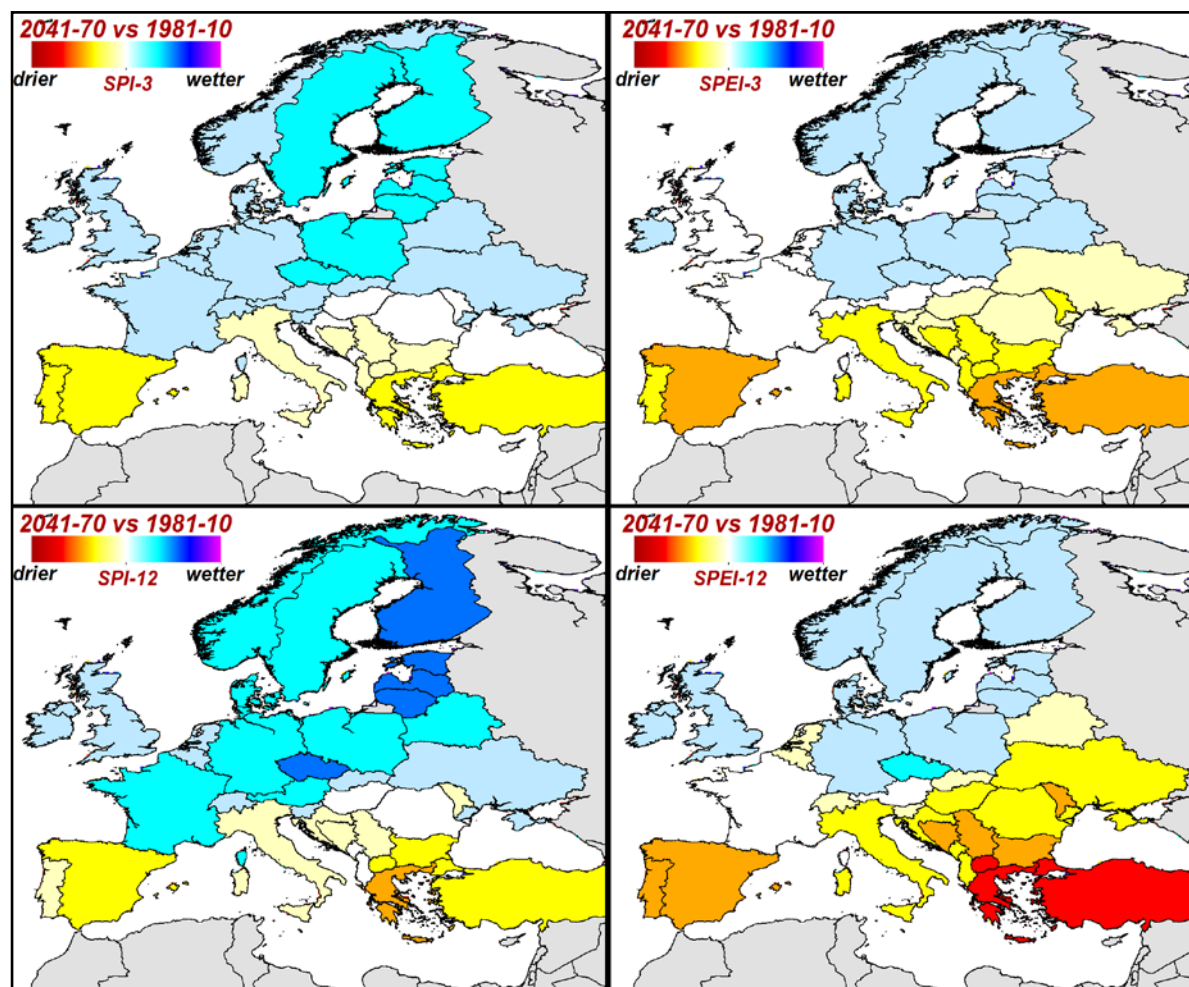 2041-70 vs 1981-10
drier SPI-3 wetter
2041-70 vs 1981-10
drier SPEI-3 wetter
2041-70 vs 1981-10
drier SPI-12 wetter
2041-70 vs 1981-10
drier SPEI-12 wetter